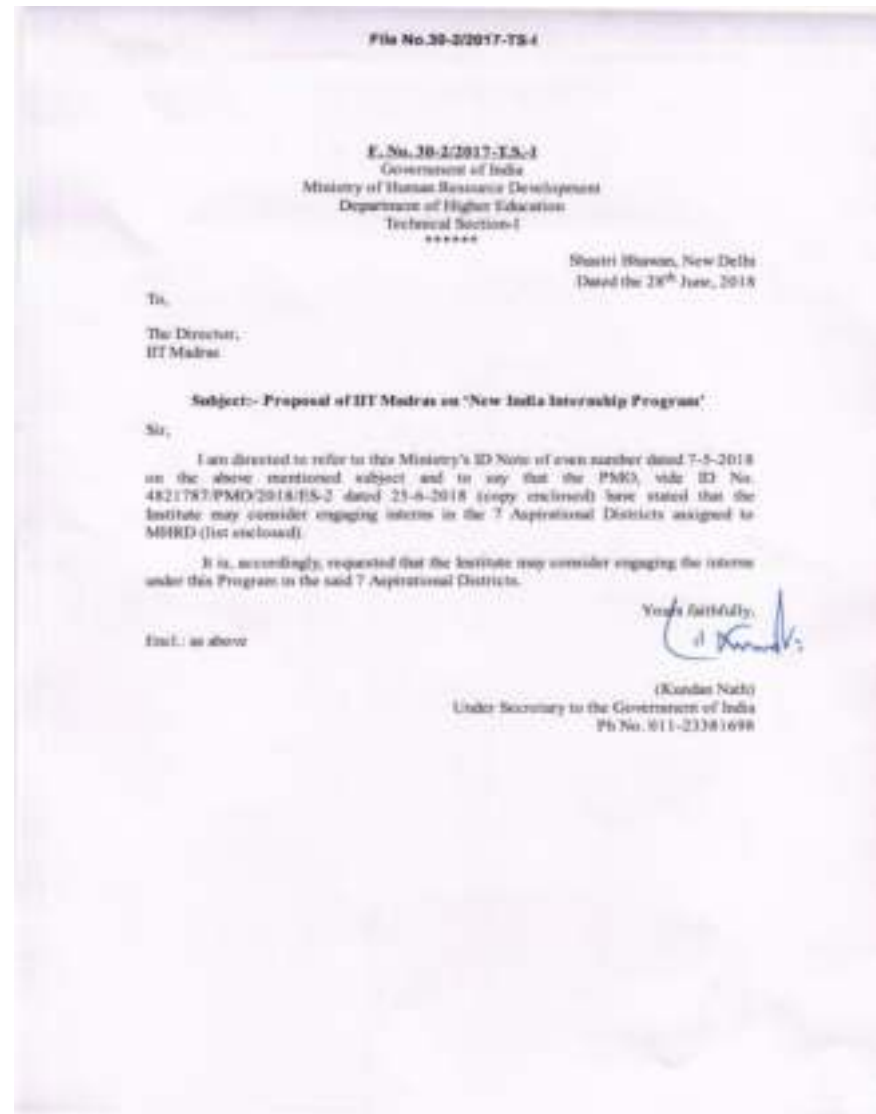 File No.30-2/2017-TS-I
F. No. 30-2/2017-T.S.-I
Government of India
Ministry of Human Resource Development
Department of Higher Education
Technical Section-I
******
Shastri Bhawan, New Delhi
Dated the 28th June, 2018
To,
The Director,
IIT Madras
Subject:- Proposal of IIT Madras on 'New India Internship Program'
Sir,
I am directed to refer to this Ministry's ID Note of even number dated 7-5-2018
on the above mentioned subject and to say that the PMO, vide ID No.
4821787/PMO/2018/ES-2 dated 25-6-2018 (copy enclosed) have stated that the
Institute may consider engaging interns in the 7 Aspirational Districts assigned to
MHRD (list enclosed).
It is, accordingly, requested that the Institute may consider engaging the interns
under this Program in the said 7 Aspirational Districts.
Yours faithfully,
Encl.: as above
(Kundan Nath)
Under Secretary to the Government of India
Ph No. 011-23381698